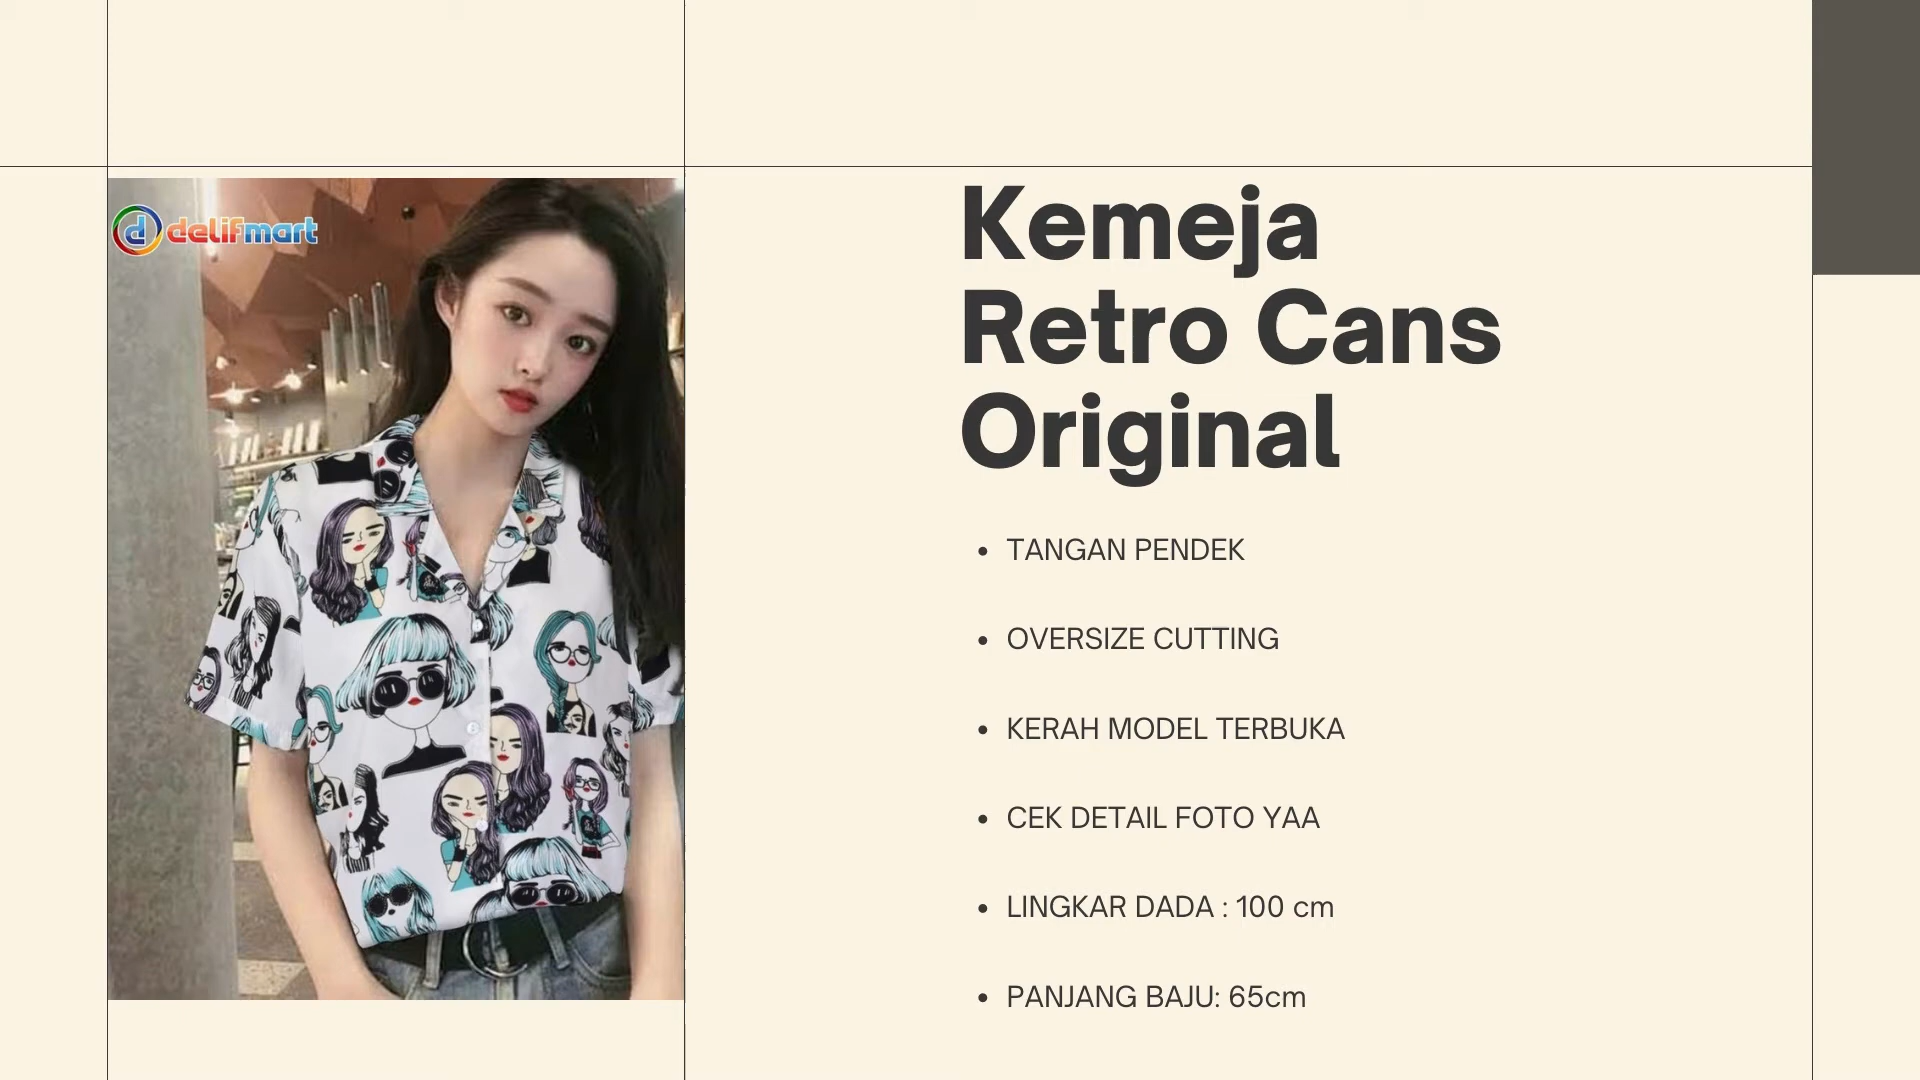 delifmart
Kemeja
Retro Cans
Original
• TANGAN PENDEK
• OVERSIZE CUTTING
• KERAH MODEL TERBUKA
• CEK DETAIL FOTO YAA
• LINGKAR DADA : 100 cm
• PANJANG BAJU: 65cm